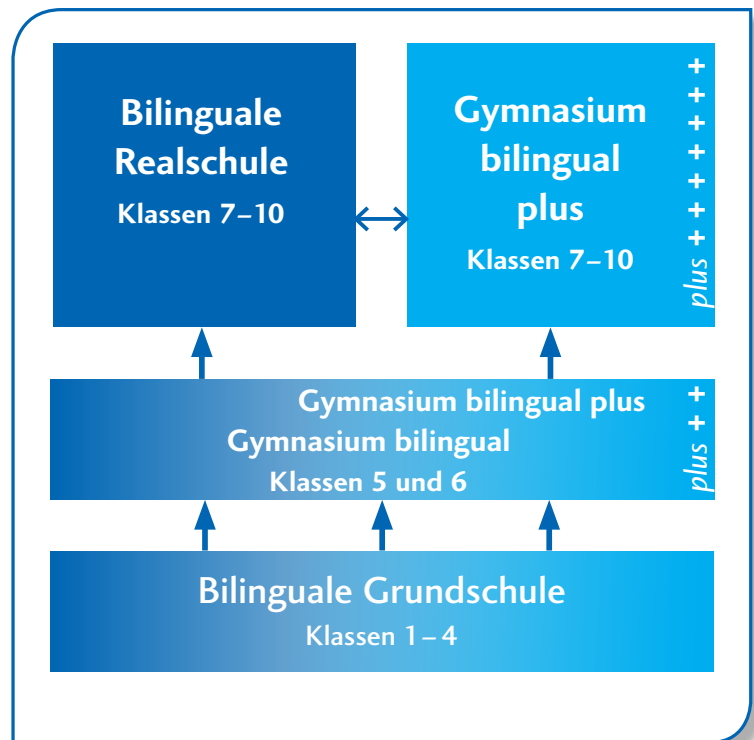 Bilinguale
Realschule
Klassen 7–10
Gymnasium
bilingual
plus
Klassen 7–10
plus + + + + + + +
Gymnasium bilingual plus
Gymnasium bilingual
Klassen 5 und 6
plus + +
Bilinguale Grundschule
Klassen 1–4